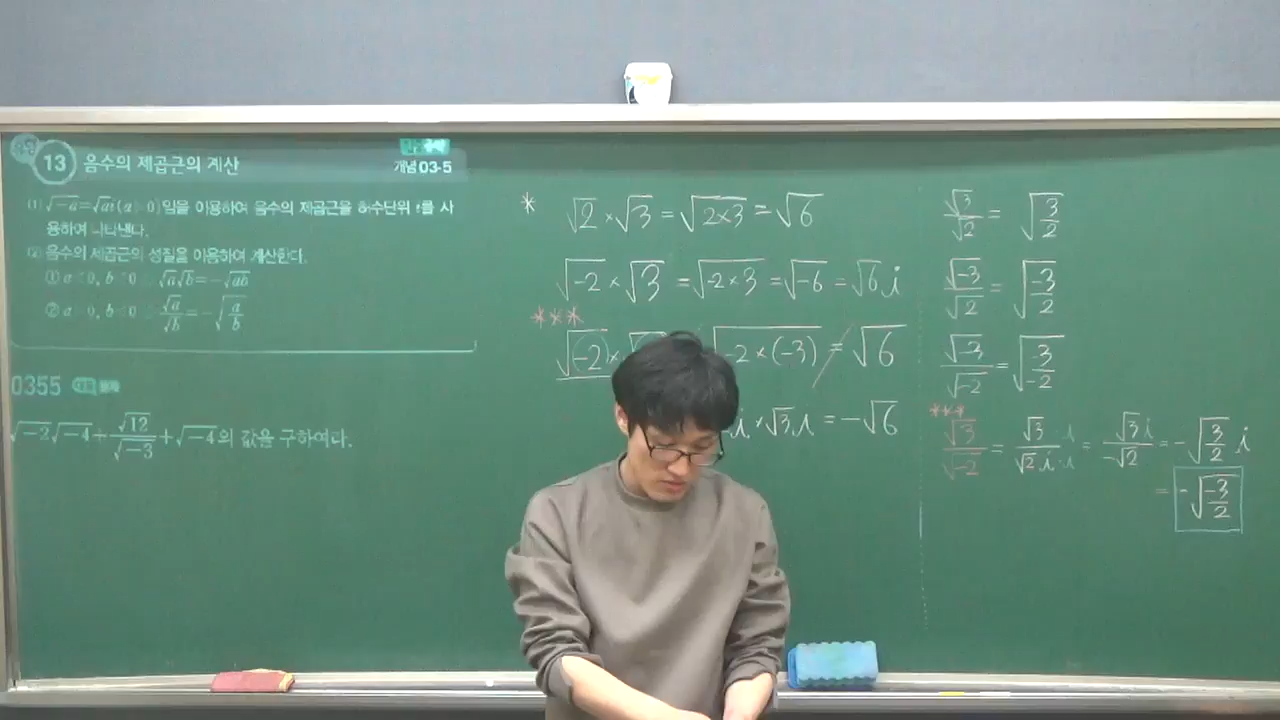 13 음수의 제곱근의 계산
개념 03-5
(1) √-a=√ai (a>0)임을 이용하여 음수의 제곱근을 허수단위 i를 사
용하여 나타낸다.
(2) 음수의 제곱근의 성질을 이용하여 계산한다.
① a<0, b<0 √a√b=-√ab
② a>0, b<0 √a/√b=-√(a/b)
0355
√-2√-4+√12/√-3+√-4의 값을 구하여라.
* √2×√3=√(2×3)=√6
√-2×√3=√(-2×3)=√-6=√6i
***
√(-2)× √(-2×(-3))=√6
i×√3i=-√6
√3/√2=√(3/2)
√-3/√2=√(-3/2)
√-3/√-2=√(-3/-2)
***
√3/√-2=√3·i/√2i·i=√3i/-√2=-√(3/2)i
=-√(-3/2)